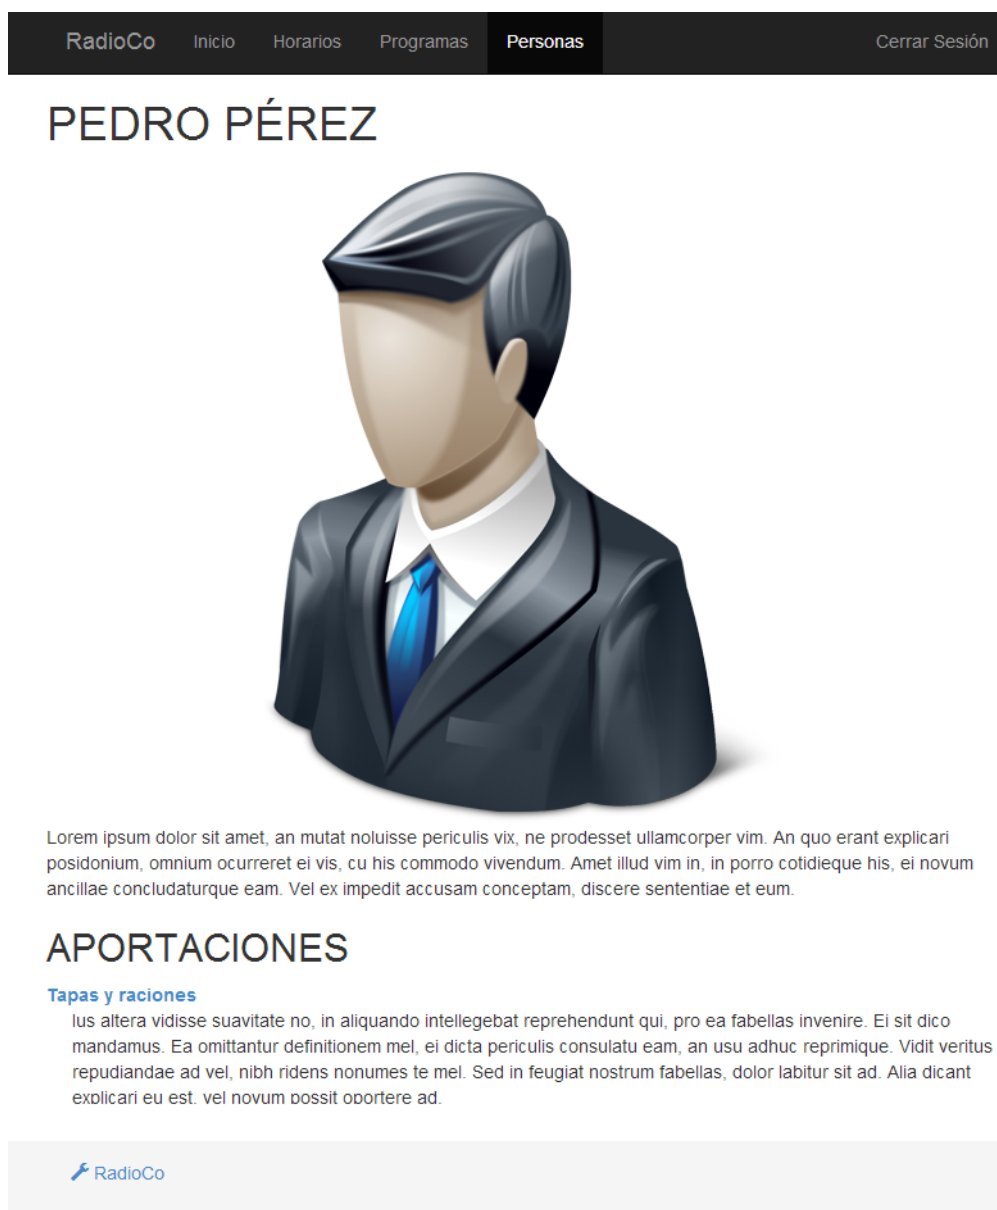 RadioCo Inicio Horarios Programas Personas Cerrar Sesión
PEDRO PÉREZ
Lorem ipsum dolor sit amet, an mutat noluisse periculis vix, ne prodesset ullamcorper vim. An quo erant explicari
posidonium, omnium ocurreret ei vis, cu his commodo vivendum. Amet illud vim in, in porro cotidieque his, ei novum
ancillae concludaturque eam. Vel ex impedit accusam conceptam, discere sententiae et eum.
APORTACIONES
Tapas y raciones
Ius altera vidisse suavitate no, in aliquando intellegebat reprehendunt qui, pro ea fabellas invenire. Ei sit dico
mandamus. Ea omittantur definitionem mel, ei dicta periculis consulatu eam, an usu adhuc reprimique. Vidit veritus
repudiandae ad vel, nibh ridens nonumes te mel. Sed in feugiat nostrum fabellas, dolor labitur sit ad. Alia dicant
explicari eu est, vel novum possit oportere ad.
RadioCo